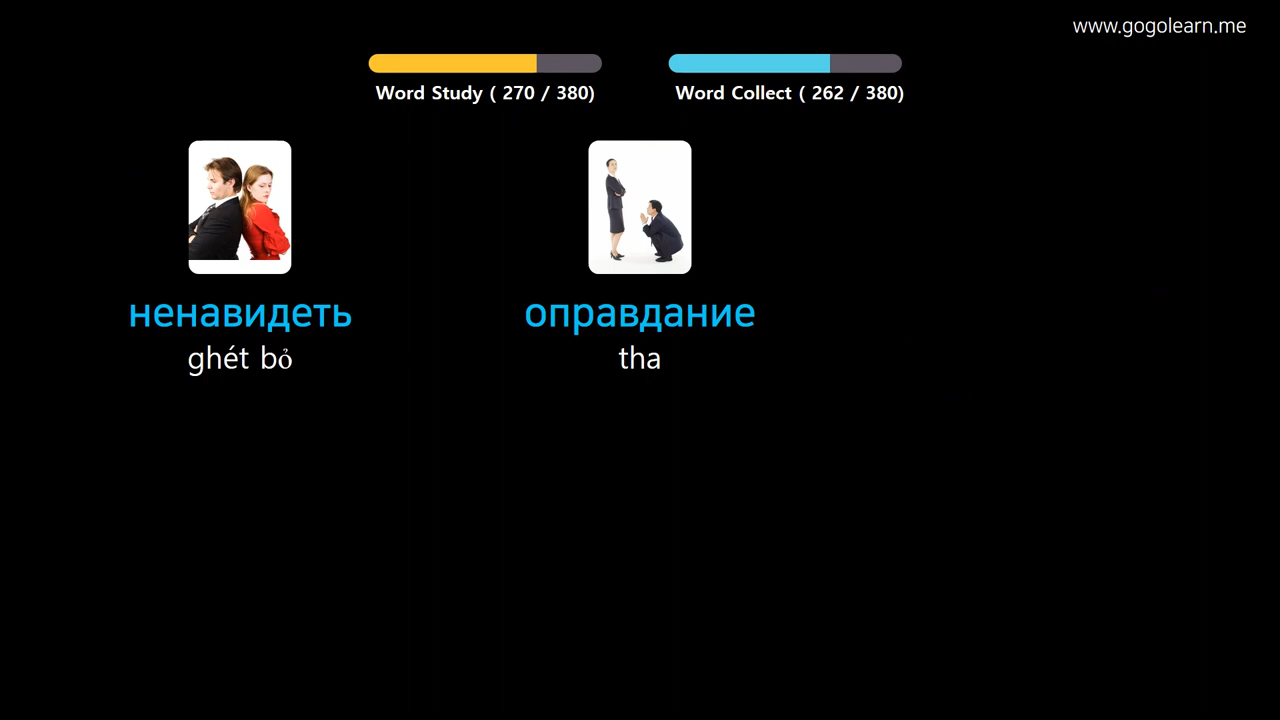 www.gogolearn.me
Word Study ( 270 / 380)
Word Collect ( 262 / 380)
ненавидеть
ghét bỏ
оправдание
tha